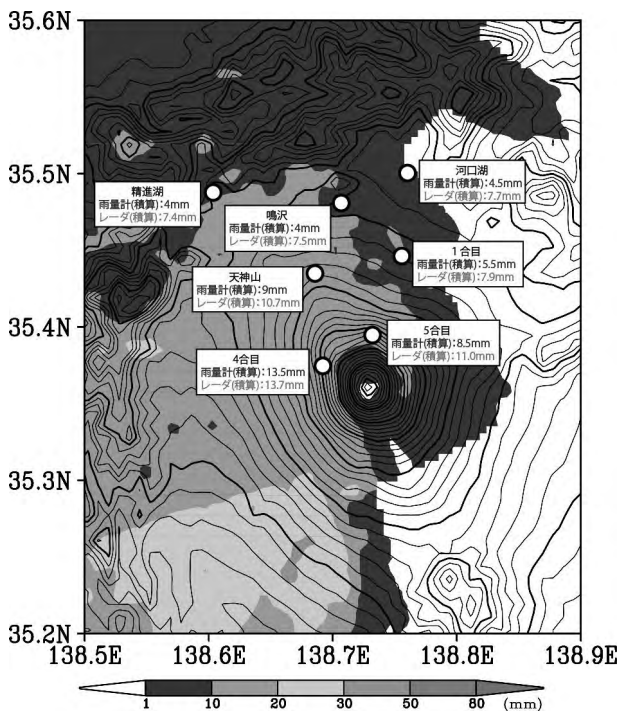 35.6N
35.5N
35.4N
35.3N
35.2N
精進湖
雨量計(積算):4mm
レーダ(積算):7.4mm
鳴沢
雨量計(積算):4mm
レーダ(積算):7.5mm
河口湖
雨量計(積算):4.5mm
レーダ(積算):7.7mm
天神山
雨量計(積算):9mm
レーダ(積算):10.7mm
1合目
雨量計(積算):5.5mm
レーダ(積算):7.9mm
4合目
雨量計(積算):13.5mm
レーダ(積算):13.7mm
5合目
雨量計(積算):8.5mm
レーダ(積算):11.0mm
138.5E 138.6E 138.7E 138.8E 138.9E
1 10 20 30 50 80 (mm)